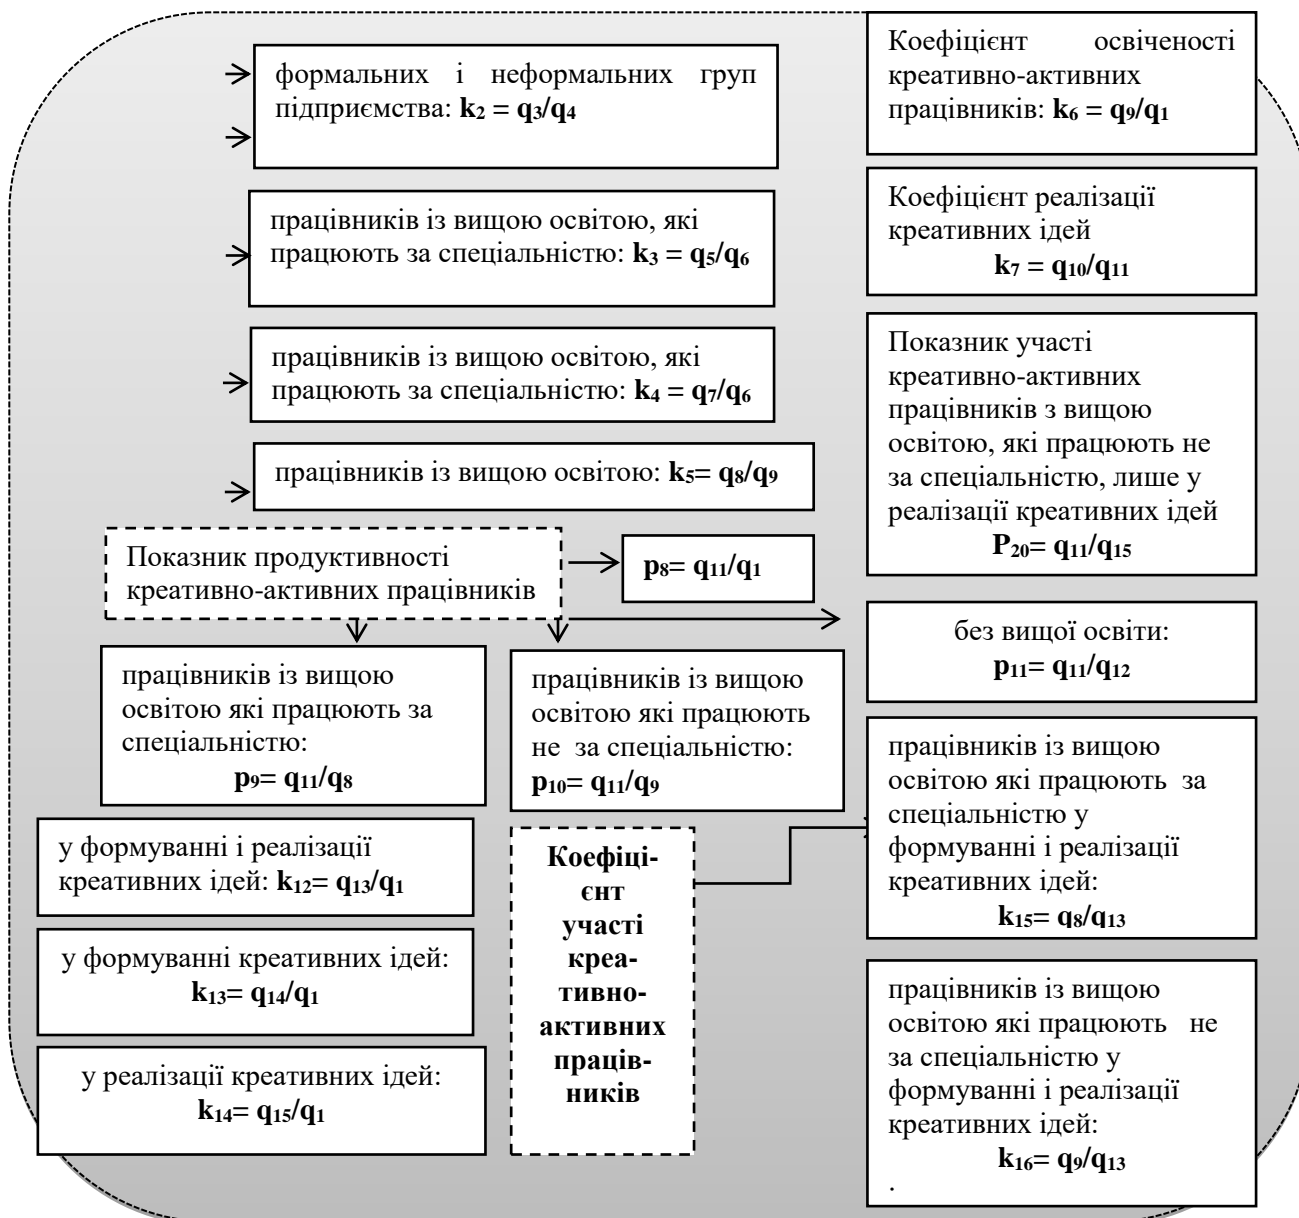 формальних і неформальних груп
підприємства: k₂ = q₃/q₄
працівників із вищою освітою, які
працюють за спеціальністю: k₃ = q₅/q₆
працівників із вищою освітою, які
працюють за спеціальністю: k₄ = q₇/q₆
працівників із вищою освітою: k₅= q₈/q₉
Коефіцієнт освіченості
креативно-активних
працівників: k₆ = q₉/q₁
Коефіцієнт реалізації
креативних ідей
k₇ = q₁₀/q₁₁
Показник участі
креативно-активних
працівників з вищою
освітою, які працюють не
за спеціальністю, лише у
реалізації креативних ідей
P₂₀= q₁₁/q₁₅
Показник продуктивності
креативно-активних працівників
p₈= q₁₁/q₁
працівників із вищою
освітою які працюють за
спеціальністю:
p₉= q₁₁/q₈
працівників із вищою
освітою які працюють
не за спеціальністю:
p₁₀= q₁₁/q₉
без вищої освіти:
p₁₁= q₁₁/q₁₂
у формуванні і реалізації
креативних ідей: k₁₂= q₁₃/q₁
у формуванні креативних ідей:
k₁₃= q₁₄/q₁
у реалізації креативних ідей:
k₁₄= q₁₅/q₁
Коефіці-
єнт
участі
креа-
тивно-
активних
праців-
ників
працівників із вищою
освітою які працюють за
спеціальністю у
формуванні і реалізації
креативних ідей:
k₁₅= q₈/q₁₃
працівників із вищою
освітою які працюють не
за спеціальністю у
формуванні і реалізації
креативних ідей:
k₁₆= q₉/q₁₃
.